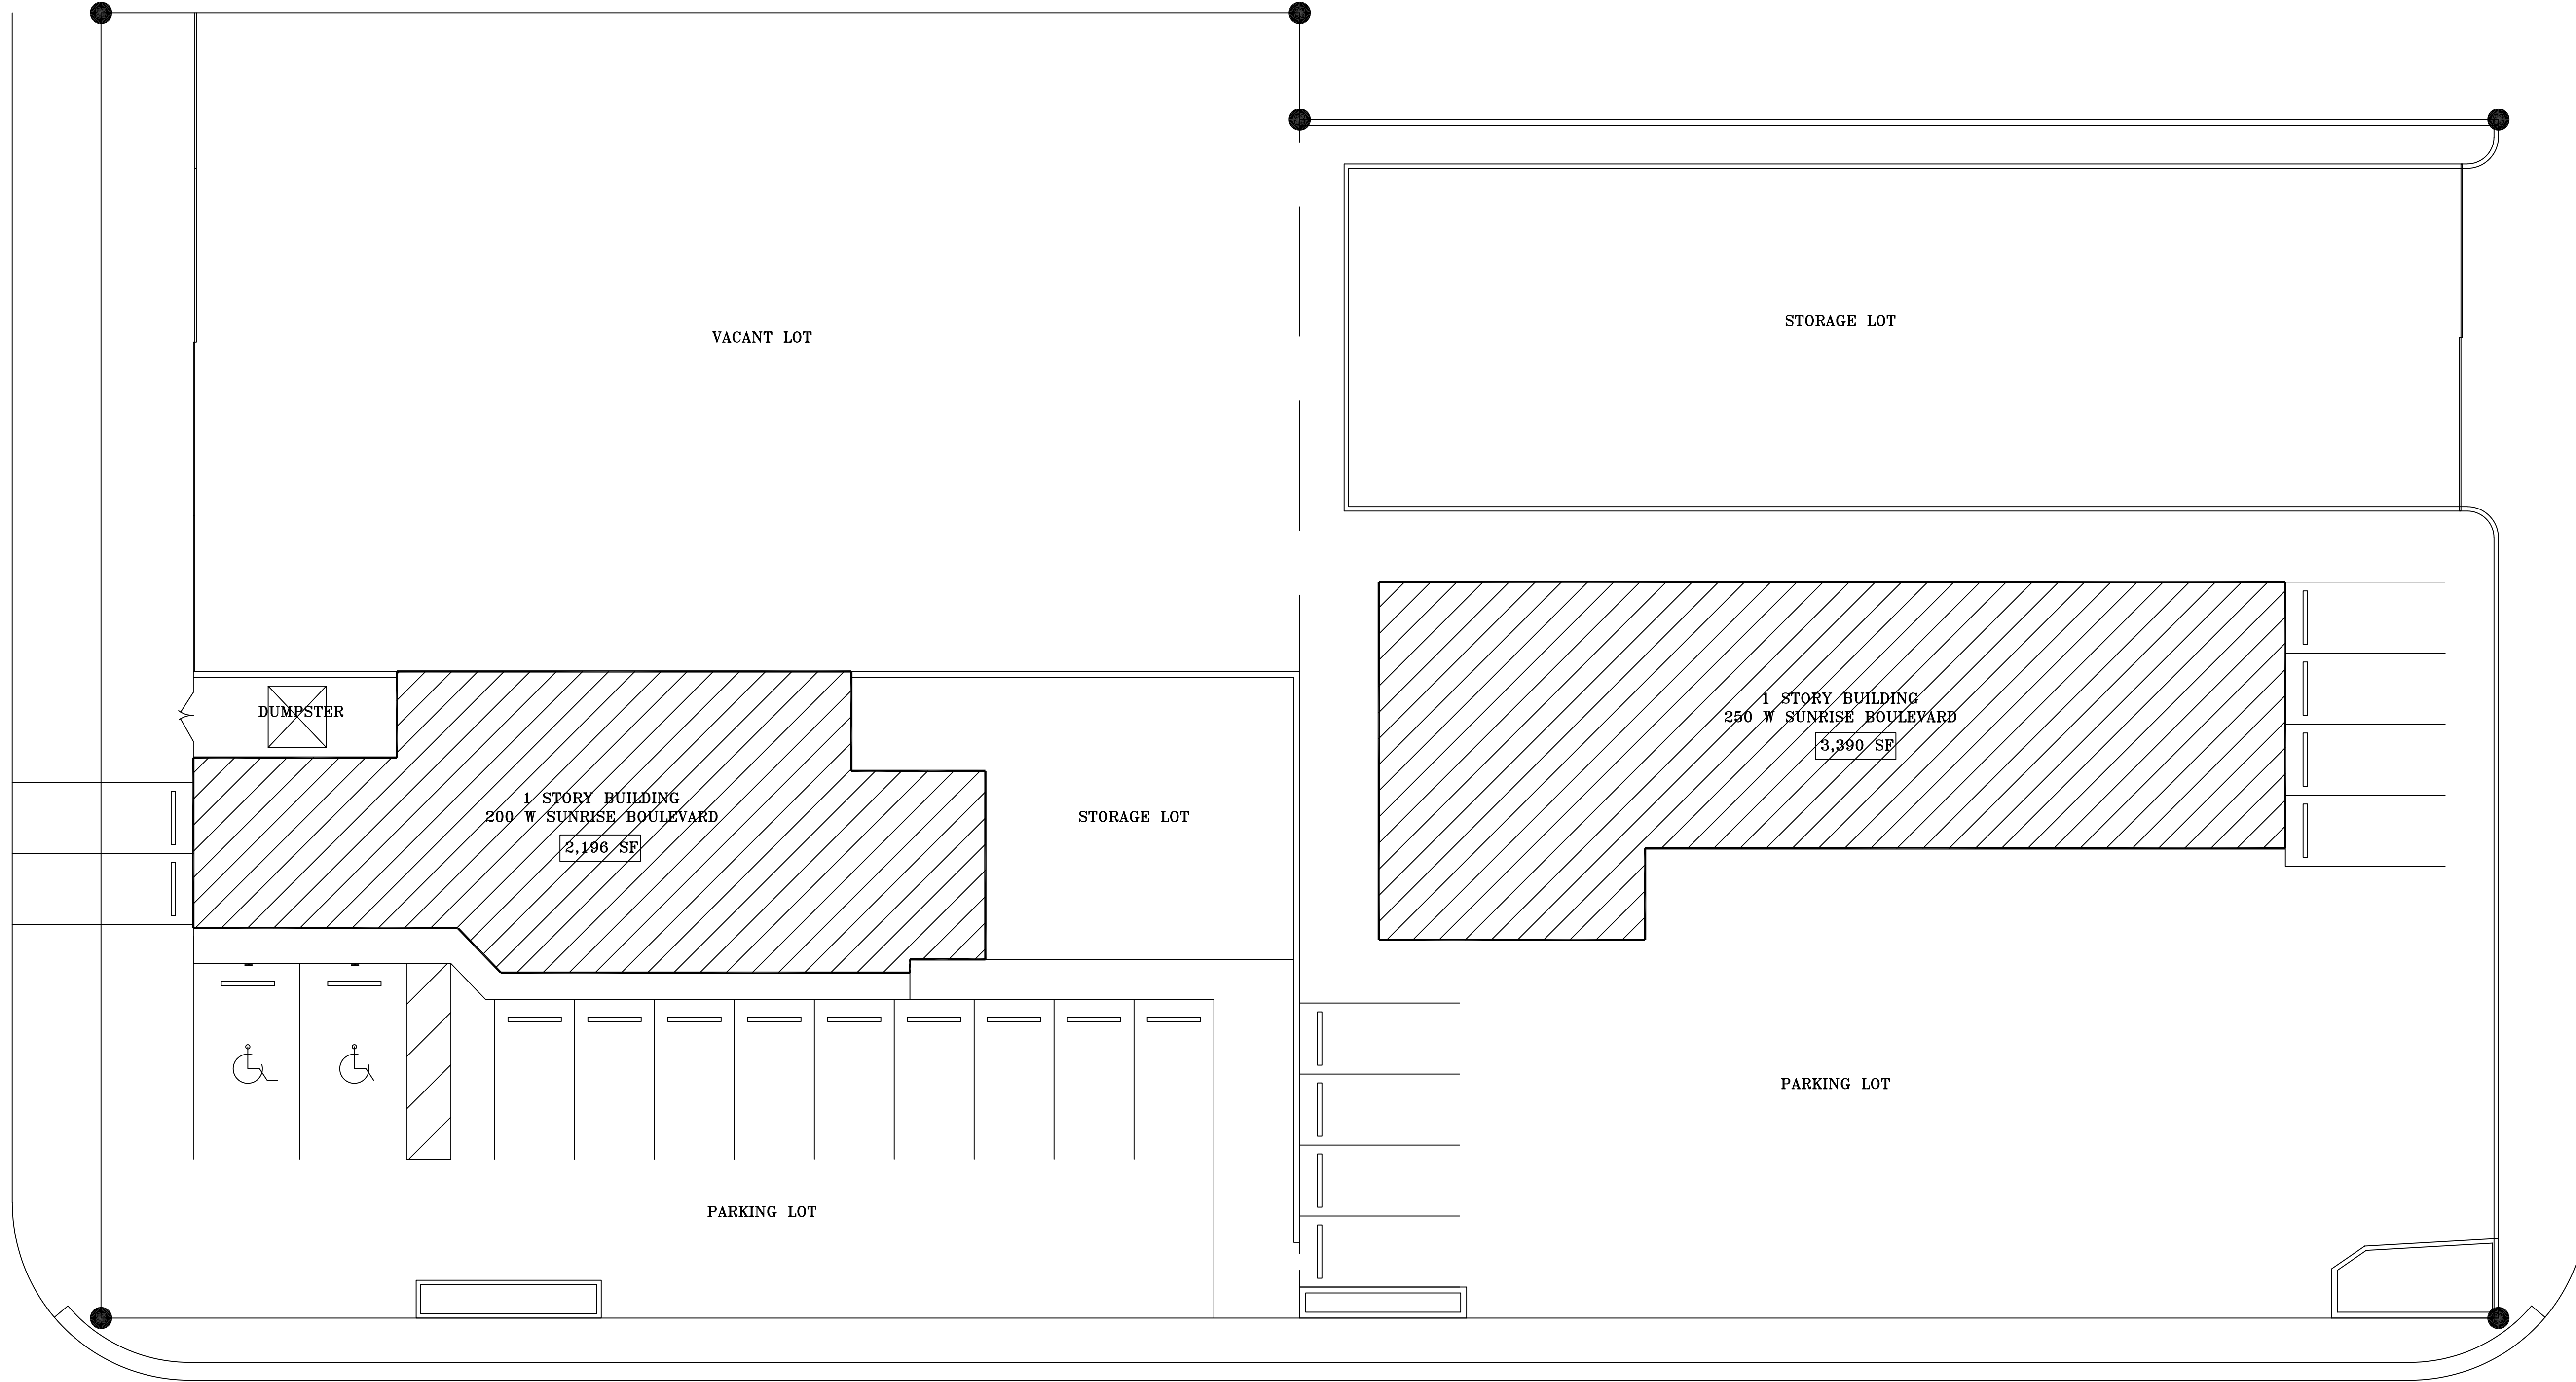 VACANT LOT
STORAGE LOT
DUMPSTER
1 STORY BUILDING
200 W SUNRISE BOULEVARD
2,196 SF
STORAGE LOT
1 STORY BUILDING
250 W SUNRISE BOULEVARD
3,390 SF
PARKING LOT
PARKING LOT